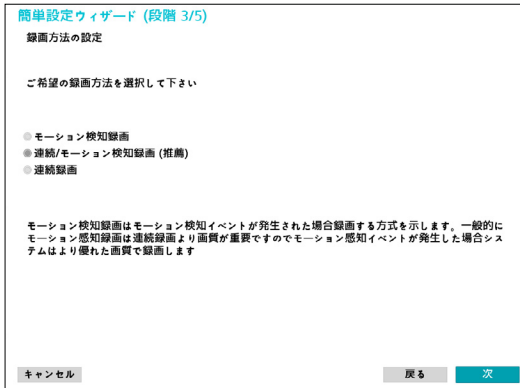 簡単設定ウィザード (段階 3/5)
録画方法の設定
ご希望の録画方法を選択して下さい
モーション検知録画
連続/モーション検知録画 (推薦)
連続録画
モーション検知録画はモーション検知イベントが発生された場合録画する方式を示します。一般的に
モーション感知録画は連続録画より画質が重要ですのでモーション感知イベントが発生した場合シス
テムはより優れた画質で録画します
キャンセル
戻る
次